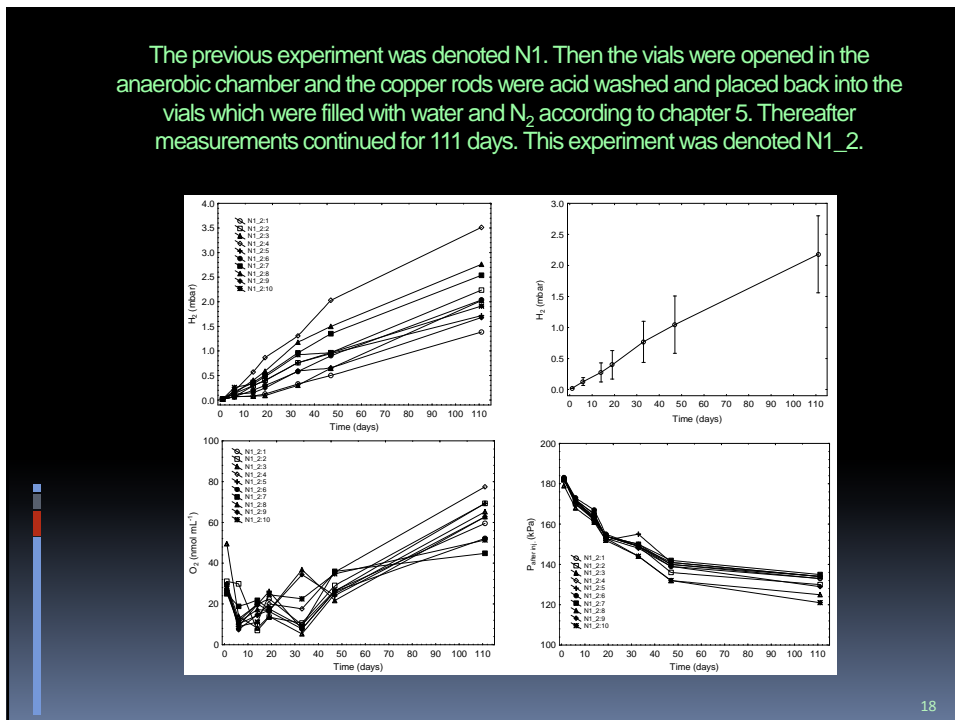 The previous experiment was denoted N1. Then the vials were opened in the
anaerobic chamber and the copper rods were acid washed and placed back into the
vials which were filled with water and N2 according to chapter 5. Thereafter
measurements continued for 111 days. This experiment was denoted N1_2.
4.0
3.5
3.0
2.5
2.0
1.5
1.0
0.5
0.0
H2 (mbar)
N1_2:1
N1_2:2
N1_2:3
N1_2:4
N1_2:5
N1_2:6
N1_2:7
N1_2:8
N1_2:9
N1_2:10
0 10 20 30 40 50 60 70 80 90 100 110
Time (days)
3.0
2.5
2.0
1.5
1.0
0.5
0.0
H2 (mbar)
0 10 20 30 40 50 60 70 80 90 100 110
Time (days)
100
80
60
40
20
0
O2 (nmol mL-1)
N1_2:1
N1_2:2
N1_2:3
N1_2:4
N1_2:5
N1_2:6
N1_2:7
N1_2:8
N1_2:9
N1_2:10
0 10 20 30 40 50 60 70 80 90 100 110
Time (days)
200
180
160
140
120
100
Pafter inj. (kPa)
N1_2:1
N1_2:2
N1_2:3
N1_2:4
N1_2:5
N1_2:6
N1_2:7
N1_2:8
N1_2:9
N1_2:10
0 10 20 30 40 50 60 70 80 90 100 110
Time (days)
18